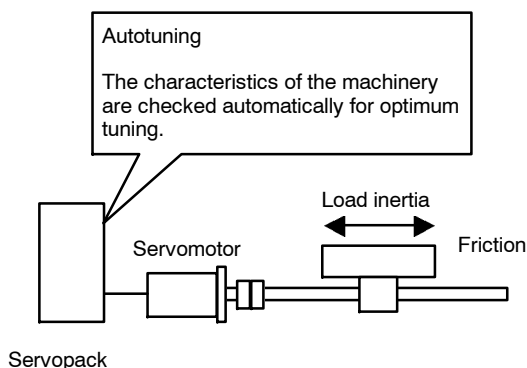 Autotuning
The characteristics of the machinery
are checked automatically for optimum
tuning.
Load inertia
Servomotor
Friction
Servopack